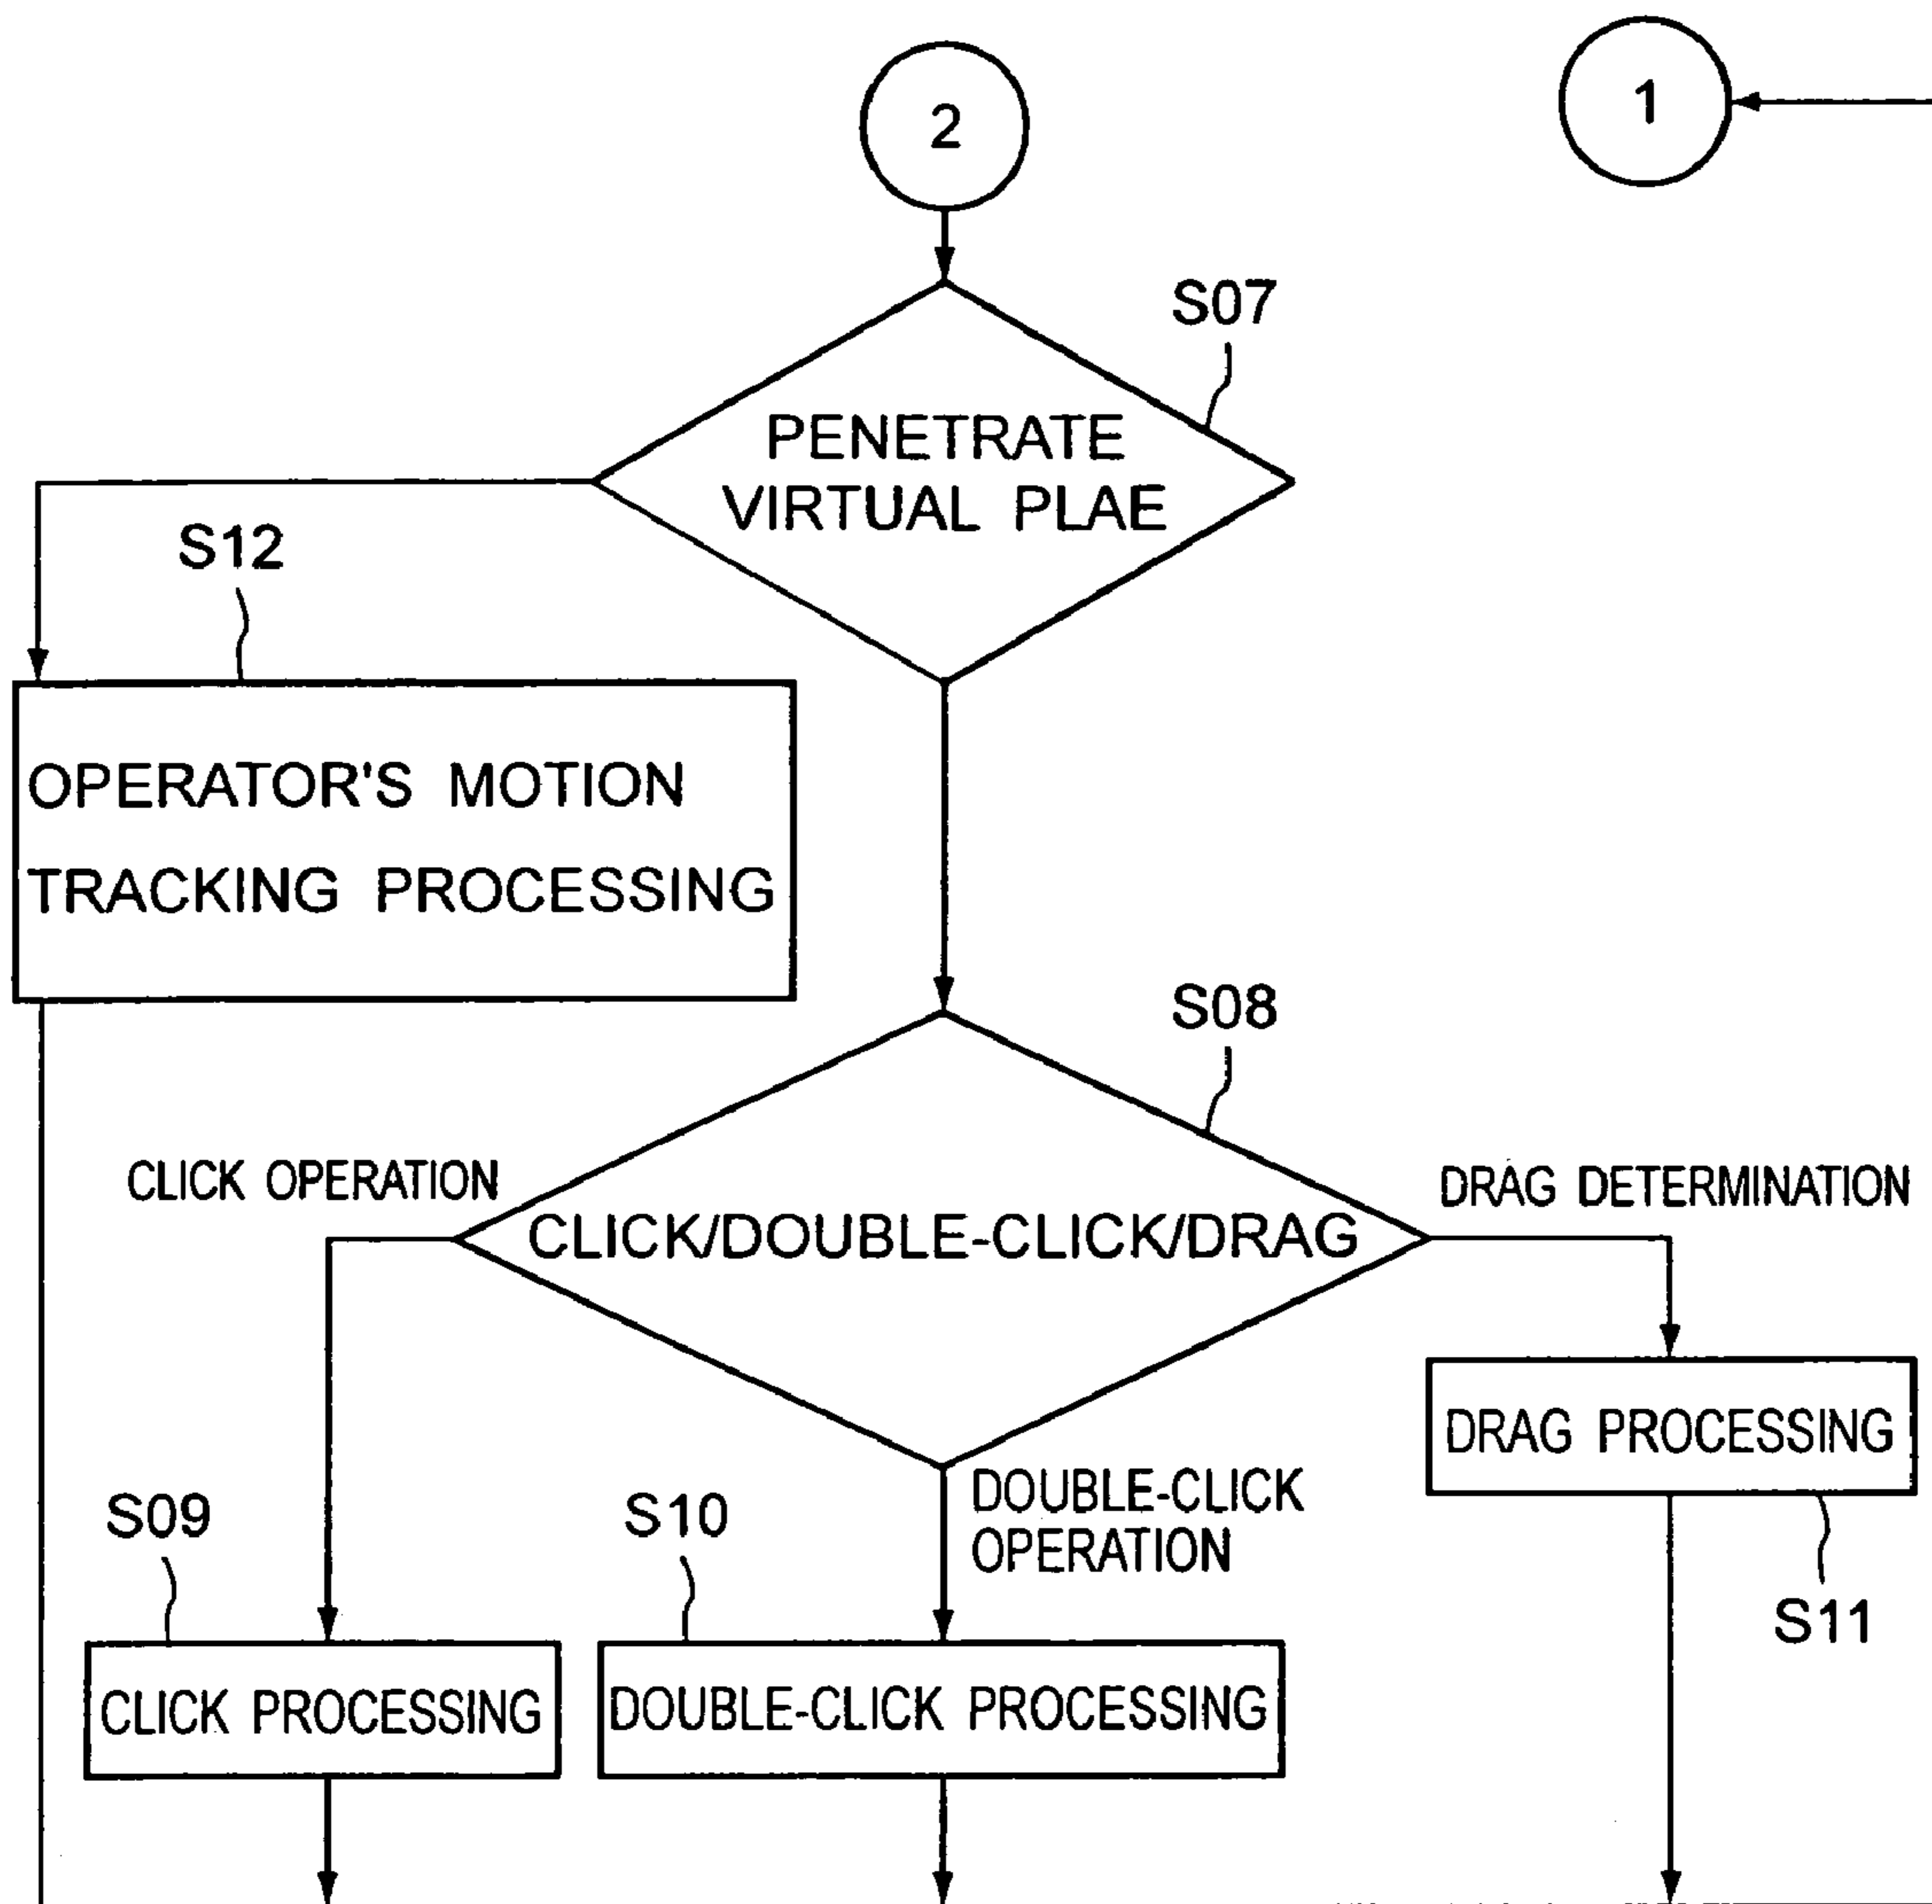 2
1
S07
PENETRATE
VIRTUAL PLAE
S12
OPERATOR'S MOTION
TRACKING PROCESSING
S08
CLICK OPERATION
DRAG DETERMINATION
CLICK/DOUBLE-CLICK/DRAG
DRAG PROCESSING
DOUBLE-CLICK
OPERATION
S09
S10
S11
CLICK PROCESSING
DOUBLE-CLICK PROCESSING